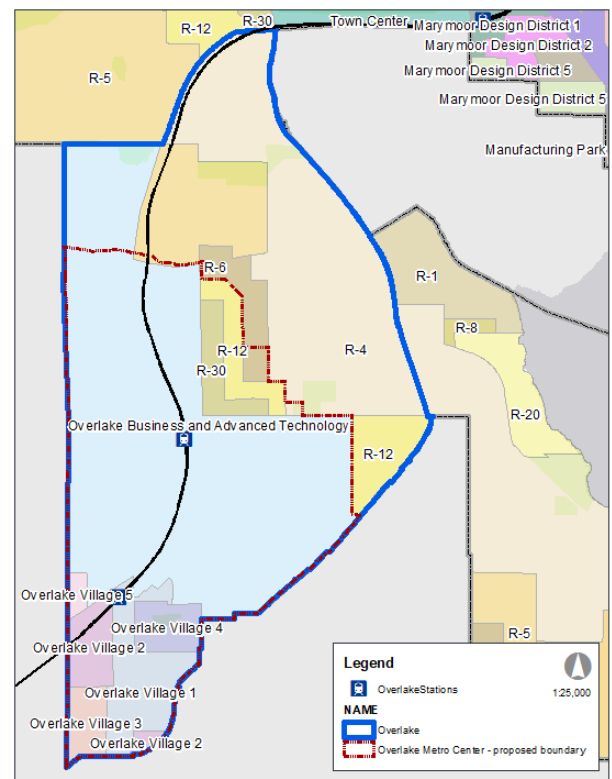 R-30
Town Center
R-12
Marymoor Design District 1
Marymoor Design District 2
R-5
Marymoor Design District 5
Marymoor Design District 5
Manufacturing Park
R-6
R-1
R-8
R-12
R-4
R-30
R-20
Overlake Business and Advanced Technology
R-12
Overlake Village 5
Overlake Village 4
R-5
Overlake Village 2
Overlake Village 1
Overlake Village 3
Overlake Village 2
Legend
OverlakeStations
1:25,000
NAME
Overlake
Overlake Metro Center - proposed boundary